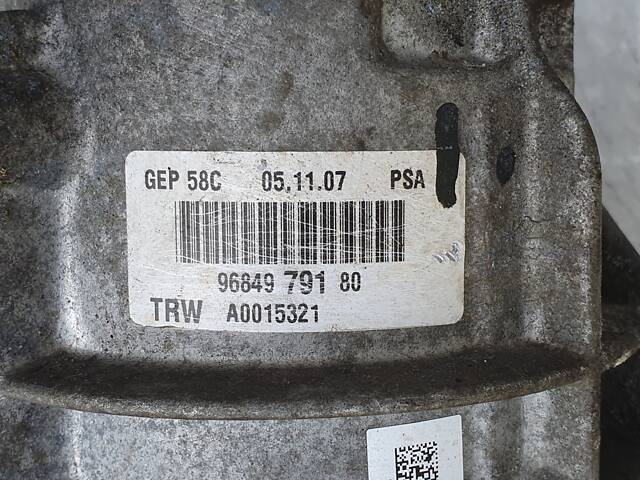 GEP 58C 05.11.07 PSA
96849 791 80
TRW A0015321